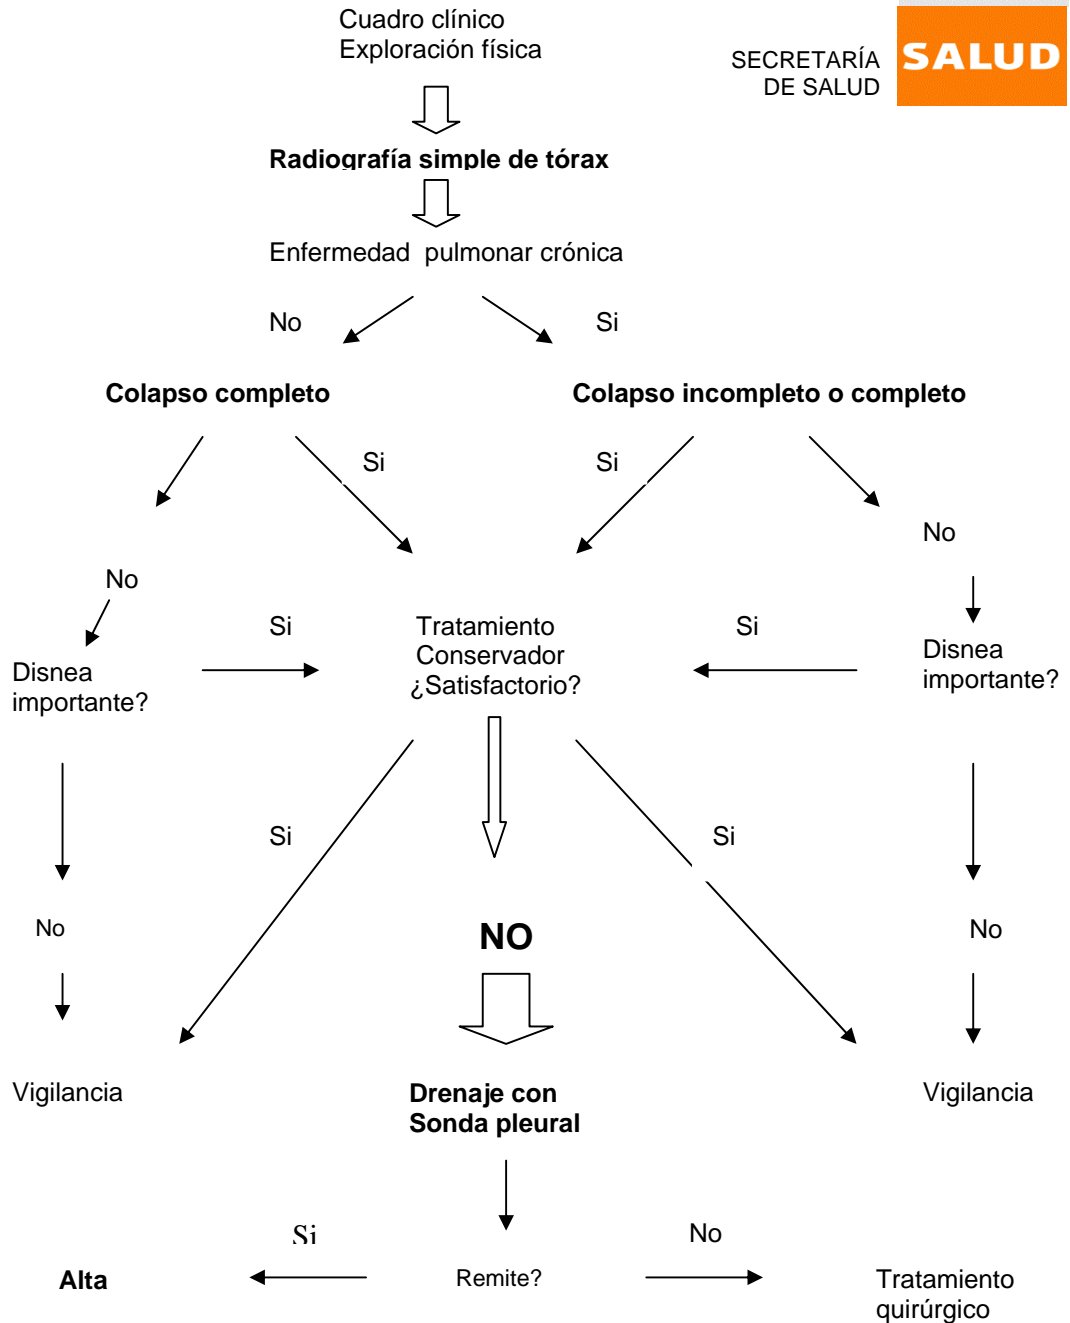 Cuadro clínico
Exploración física
SECRETARÍA
DE SALUD
SALUD
Radiografía simple de tórax
Enfermedad pulmonar crónica
No
Si
Colapso completo
Colapso incompleto o completo
Si
Si
No
No
Si
Tratamiento
Conservador
¿Satisfactorio?
Si
Disnea
importante?
Disnea
importante?
Si
Si
No
NO
No
Vigilancia
Drenaje con
Sonda pleural
Vigilancia
Si
No
Alta
Remite?
Tratamiento
quirúrgico